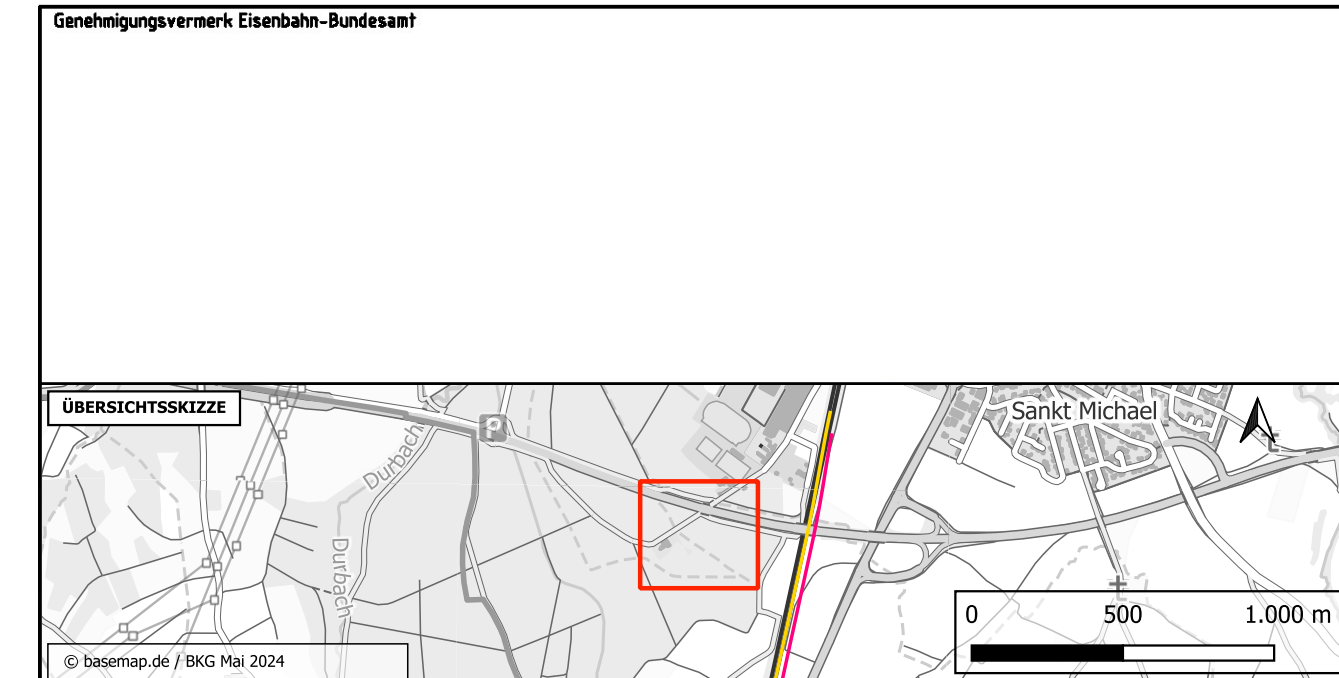 Genehmigungsvermerk Eisenbahn-Bundesamt
ÜBERSICHTSSKIZZE
Sankt Michael
P
Durbach
Durbach
0 500 1.000 m
© basemap.de / BKG Mai 2024